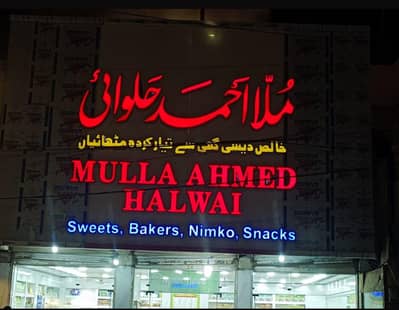 مُلّا احمد حلوائی
خالص دیسی گھی سے تیار کردہ مٹھائیاں
MULLA AHMED
HALWAI
Sweets, Bakers, Nimko, Snacks